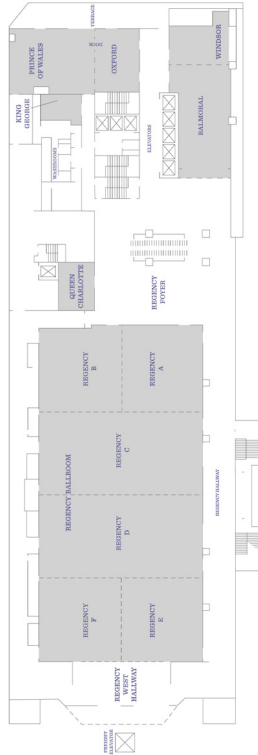 TERRACE
PRINCE
OF WALES
OXFORD
WINDSOR
KING
GEORGE
WASHROOMS
ELEVATORS
BALMORAL
QUEEN
CHARLOTTE
REGENCY
FOYER
REGENCY
B
REGENCY
A
REGENCY BALLROOM
REGENCY
C
REGENCY
D
REGENCY HALLWAY
REGENCY
F
REGENCY
E
REGENCY
WEST
HALLWAY
FREIGHT
ELEVATOR